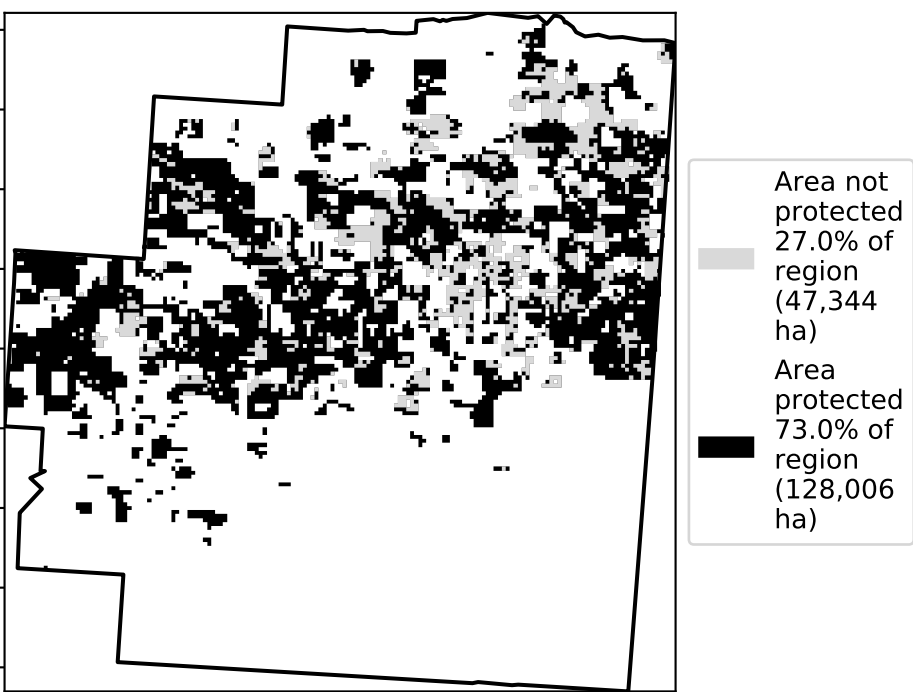 Area not
protected
27.0% of
region
(47,344
ha)
Area
protected
73.0% of
region
(128,006
ha)